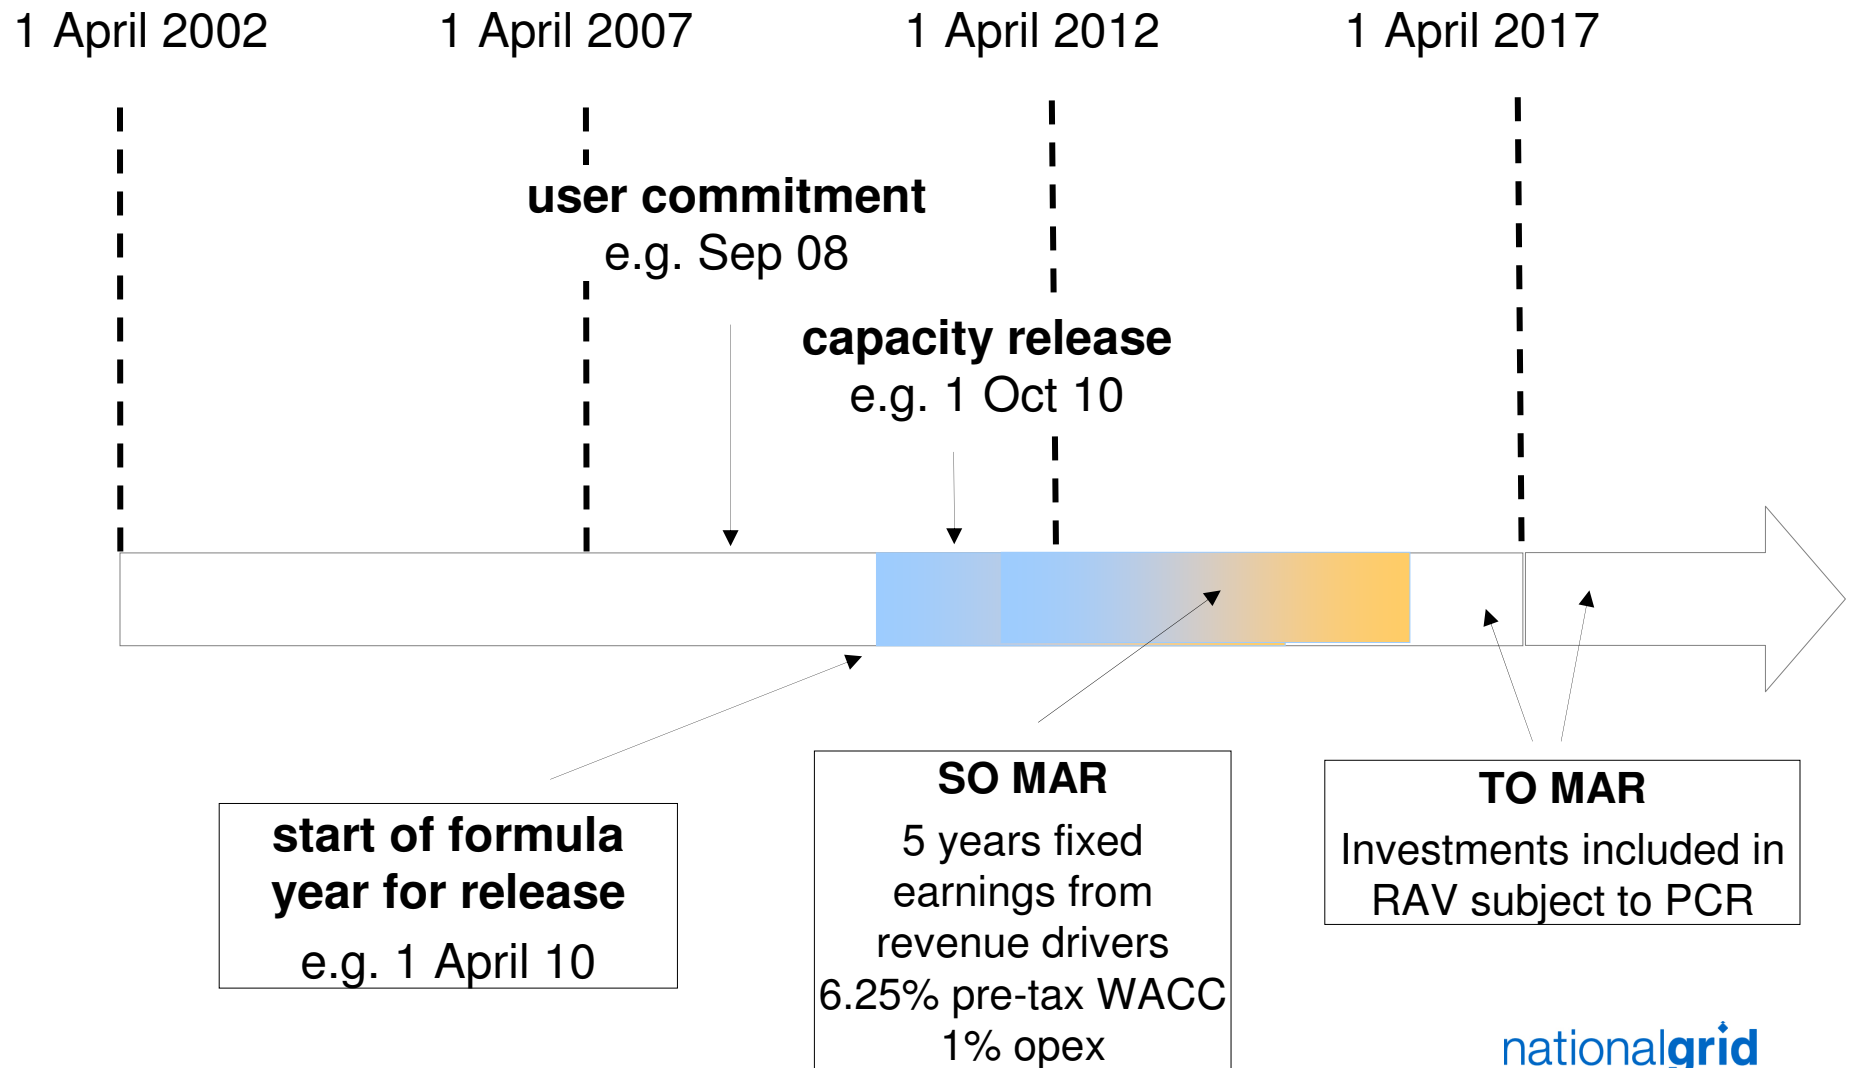 1 April 2002
1 April 2007
1 April 2012
1 April 2017
user commitment
e.g. Sep 08
capacity release
e.g. 1 Oct 10
start of formula
year for release
e.g. 1 April 10
SO MAR
5 years fixed
earnings from
revenue drivers
6.25% pre-tax WACC
1% opex
TO MAR
Investments included in
RAV subject to PCR
nationalgrid